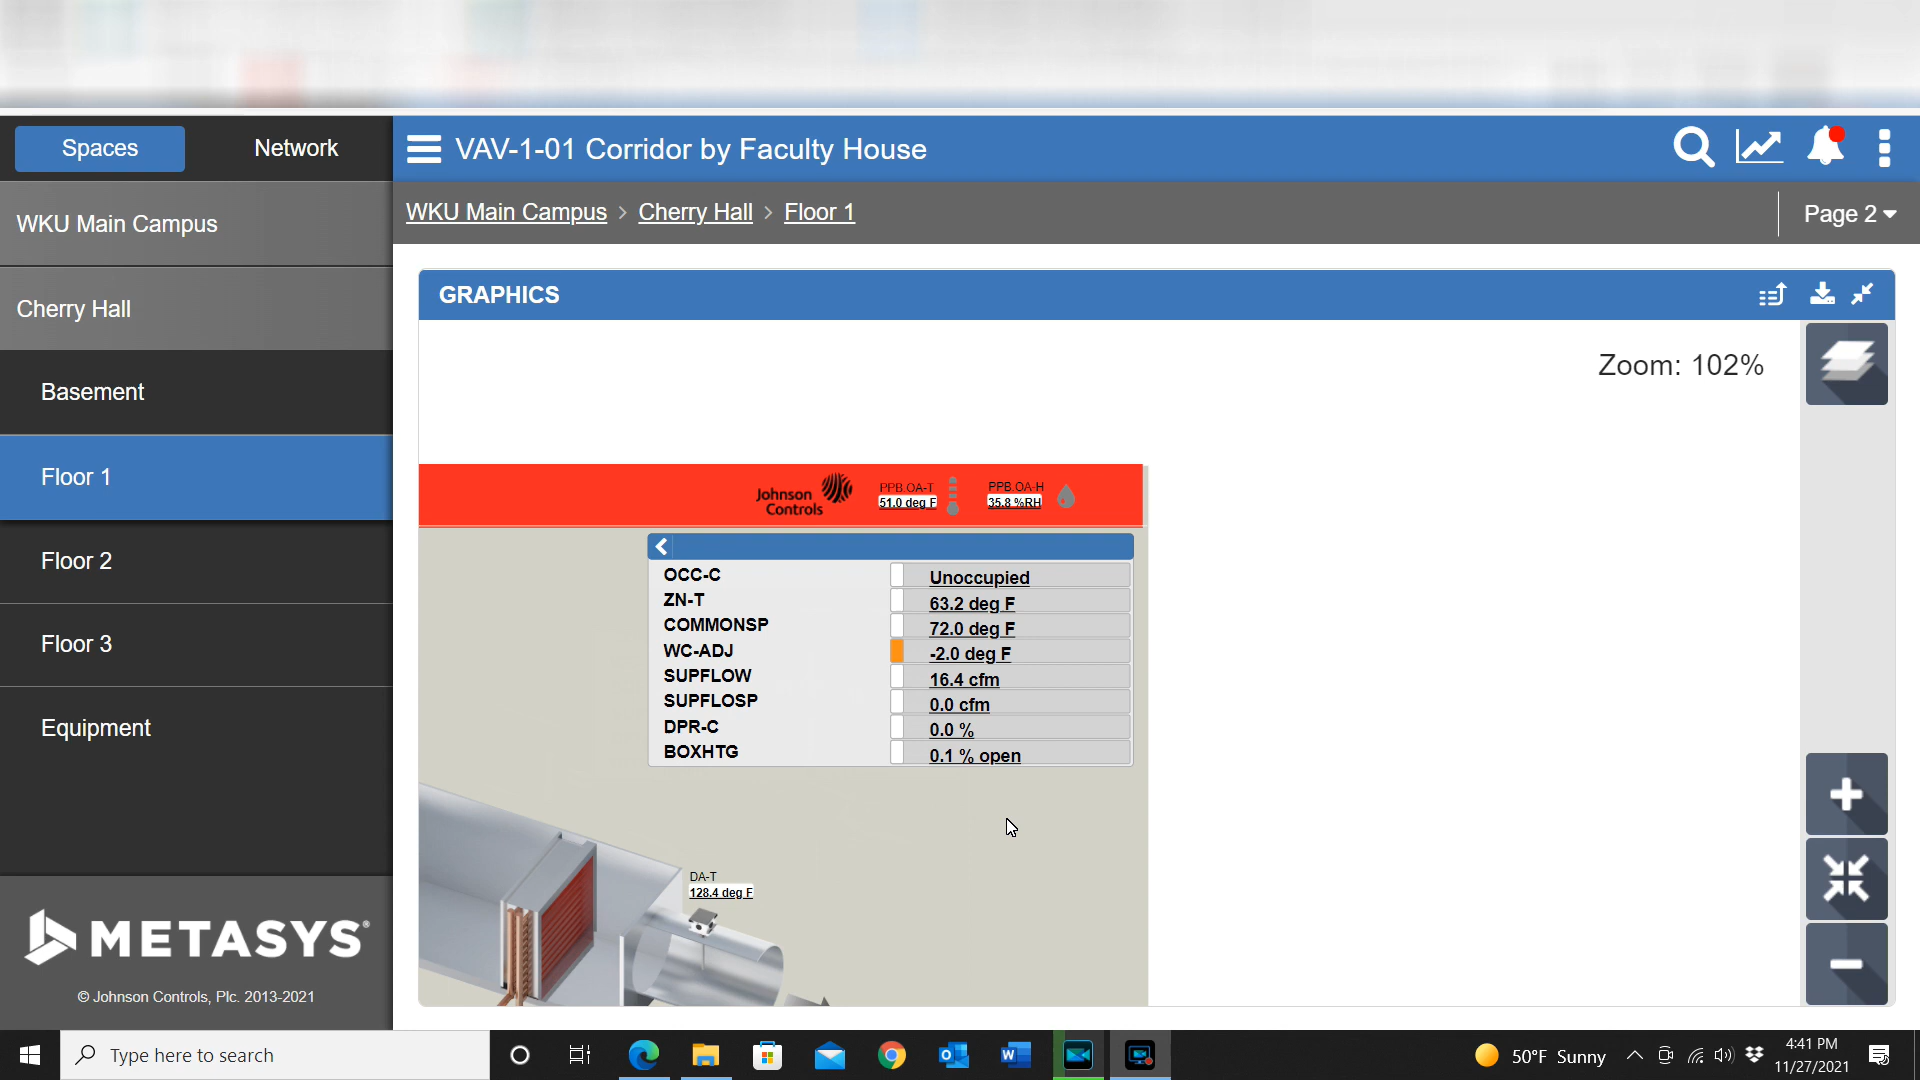 Spaces
Network
VAV-1-01 Corridor by Faculty House
WKU Main Campus
WKU Main Campus > Cherry Hall > Floor 1
Page 2
Cherry Hall
GRAPHICS
Zoom: 102%
Basement
Floor 1
Floor 2
Floor 3
Equipment
Johnson
Controls
PPB.OA-T
51.0 deg F
PPB.OA-H
35.8 %RH
OCC-C Unoccupied
ZN-T 63.2 deg F
COMMONSP 72.0 deg F
WC-ADJ -2.0 deg F
SUPFLOW 16.4 cfm
SUPFLOSP 0.0 cfm
DPR-C 0.0 %
BOXHTG 0.1 % open
DA-T
128.4 deg F
METASYS®
© Johnson Controls, Plc. 2013-2021
Type here to search
50°F Sunny
4:41 PM
11/27/2021